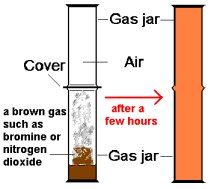 Gas jar
Cover
Air
a brown gas
such as
bromine or
nitrogen
dioxide
after a
few hours
Gas jar